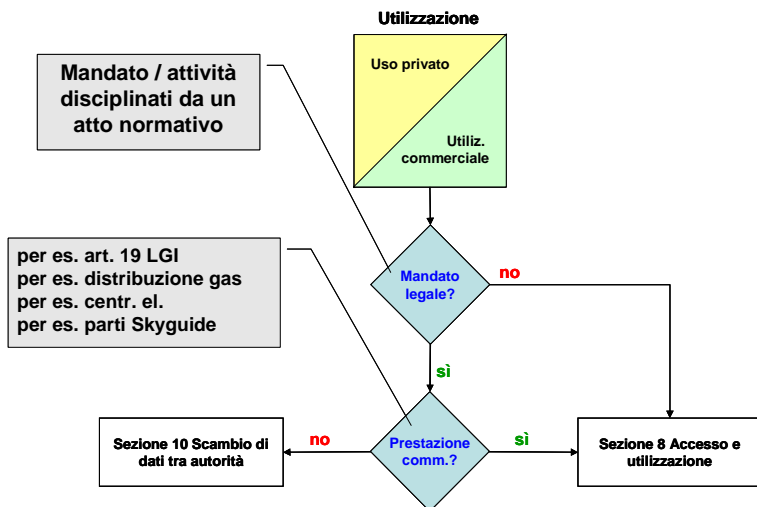 Utilizzazione
Uso privato
Utiliz.
commerciale
Mandato / attività
disciplinati da un
atto normativo
per es. art. 19 LGI
per es. distribuzione gas
per es. centr. el.
per es. parti Skyguide
Mandato
legale?
no
sì
Prestazione
comm.?
no
sì
Sezione 10 Scambio di
dati tra autorità
Sezione 8 Accesso e
utilizzazione